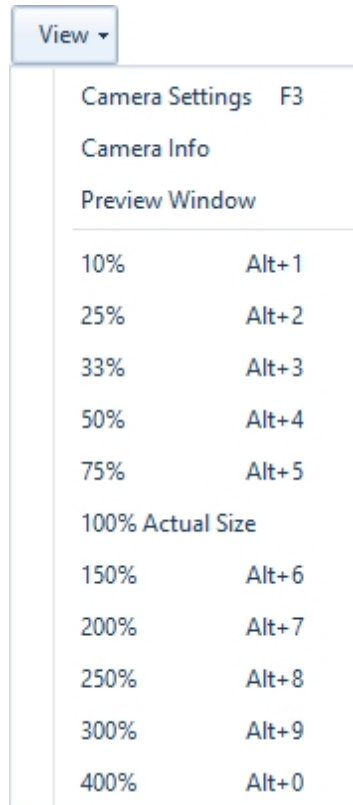 View
Camera Settings F3
Camera Info
Preview Window
10% Alt+1
25% Alt+2
33% Alt+3
50% Alt+4
75% Alt+5
100% Actual Size
150% Alt+6
200% Alt+7
250% Alt+8
300% Alt+9
400% Alt+0